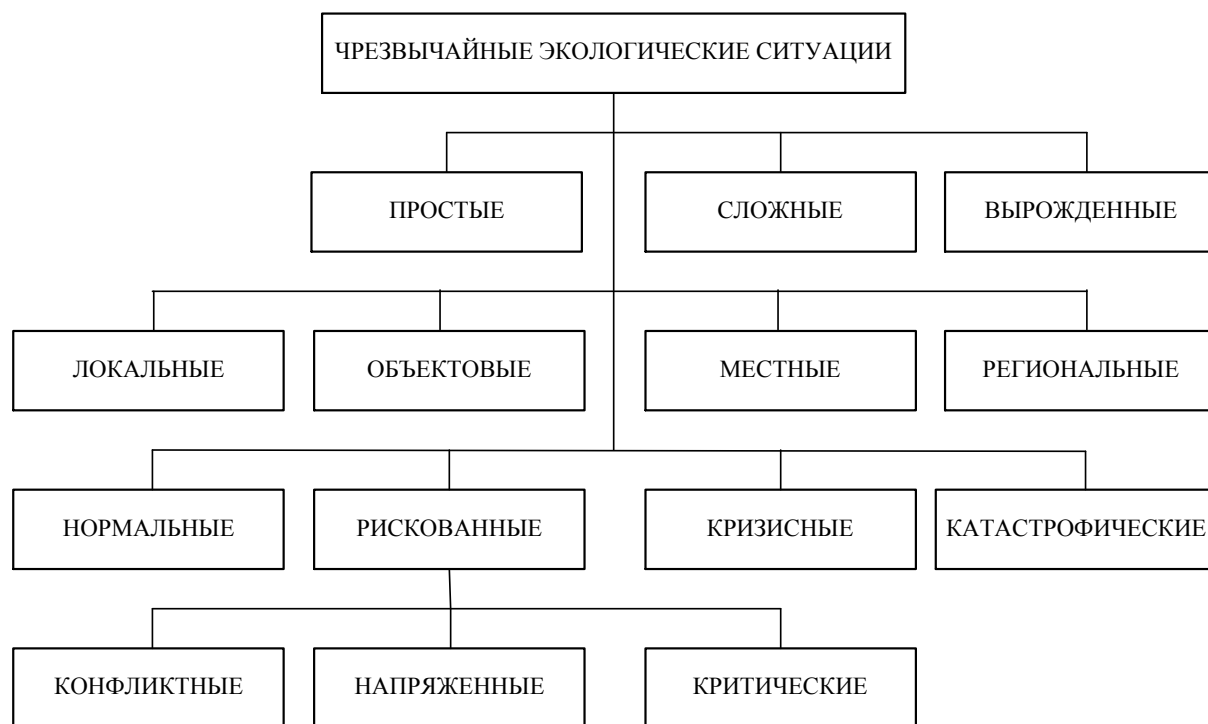 ЧРЕЗВЫЧАЙНЫЕ ЭКОЛОГИЧЕСКИЕ СИТУАЦИИ
ПРОСТЫЕ
СЛОЖНЫЕ
ВЫРОЖДЕННЫЕ
ЛОКАЛЬНЫЕ
ОБЪЕКТОВЫЕ
МЕСТНЫЕ
РЕГИОНАЛЬНЫЕ
НОРМАЛЬНЫЕ
РИСКОВАННЫЕ
КРИЗИСНЫЕ
КАТАСТРОФИЧЕСКИЕ
КОНФЛИКТНЫЕ
НАПРЯЖЕННЫЕ
КРИТИЧЕСКИЕ